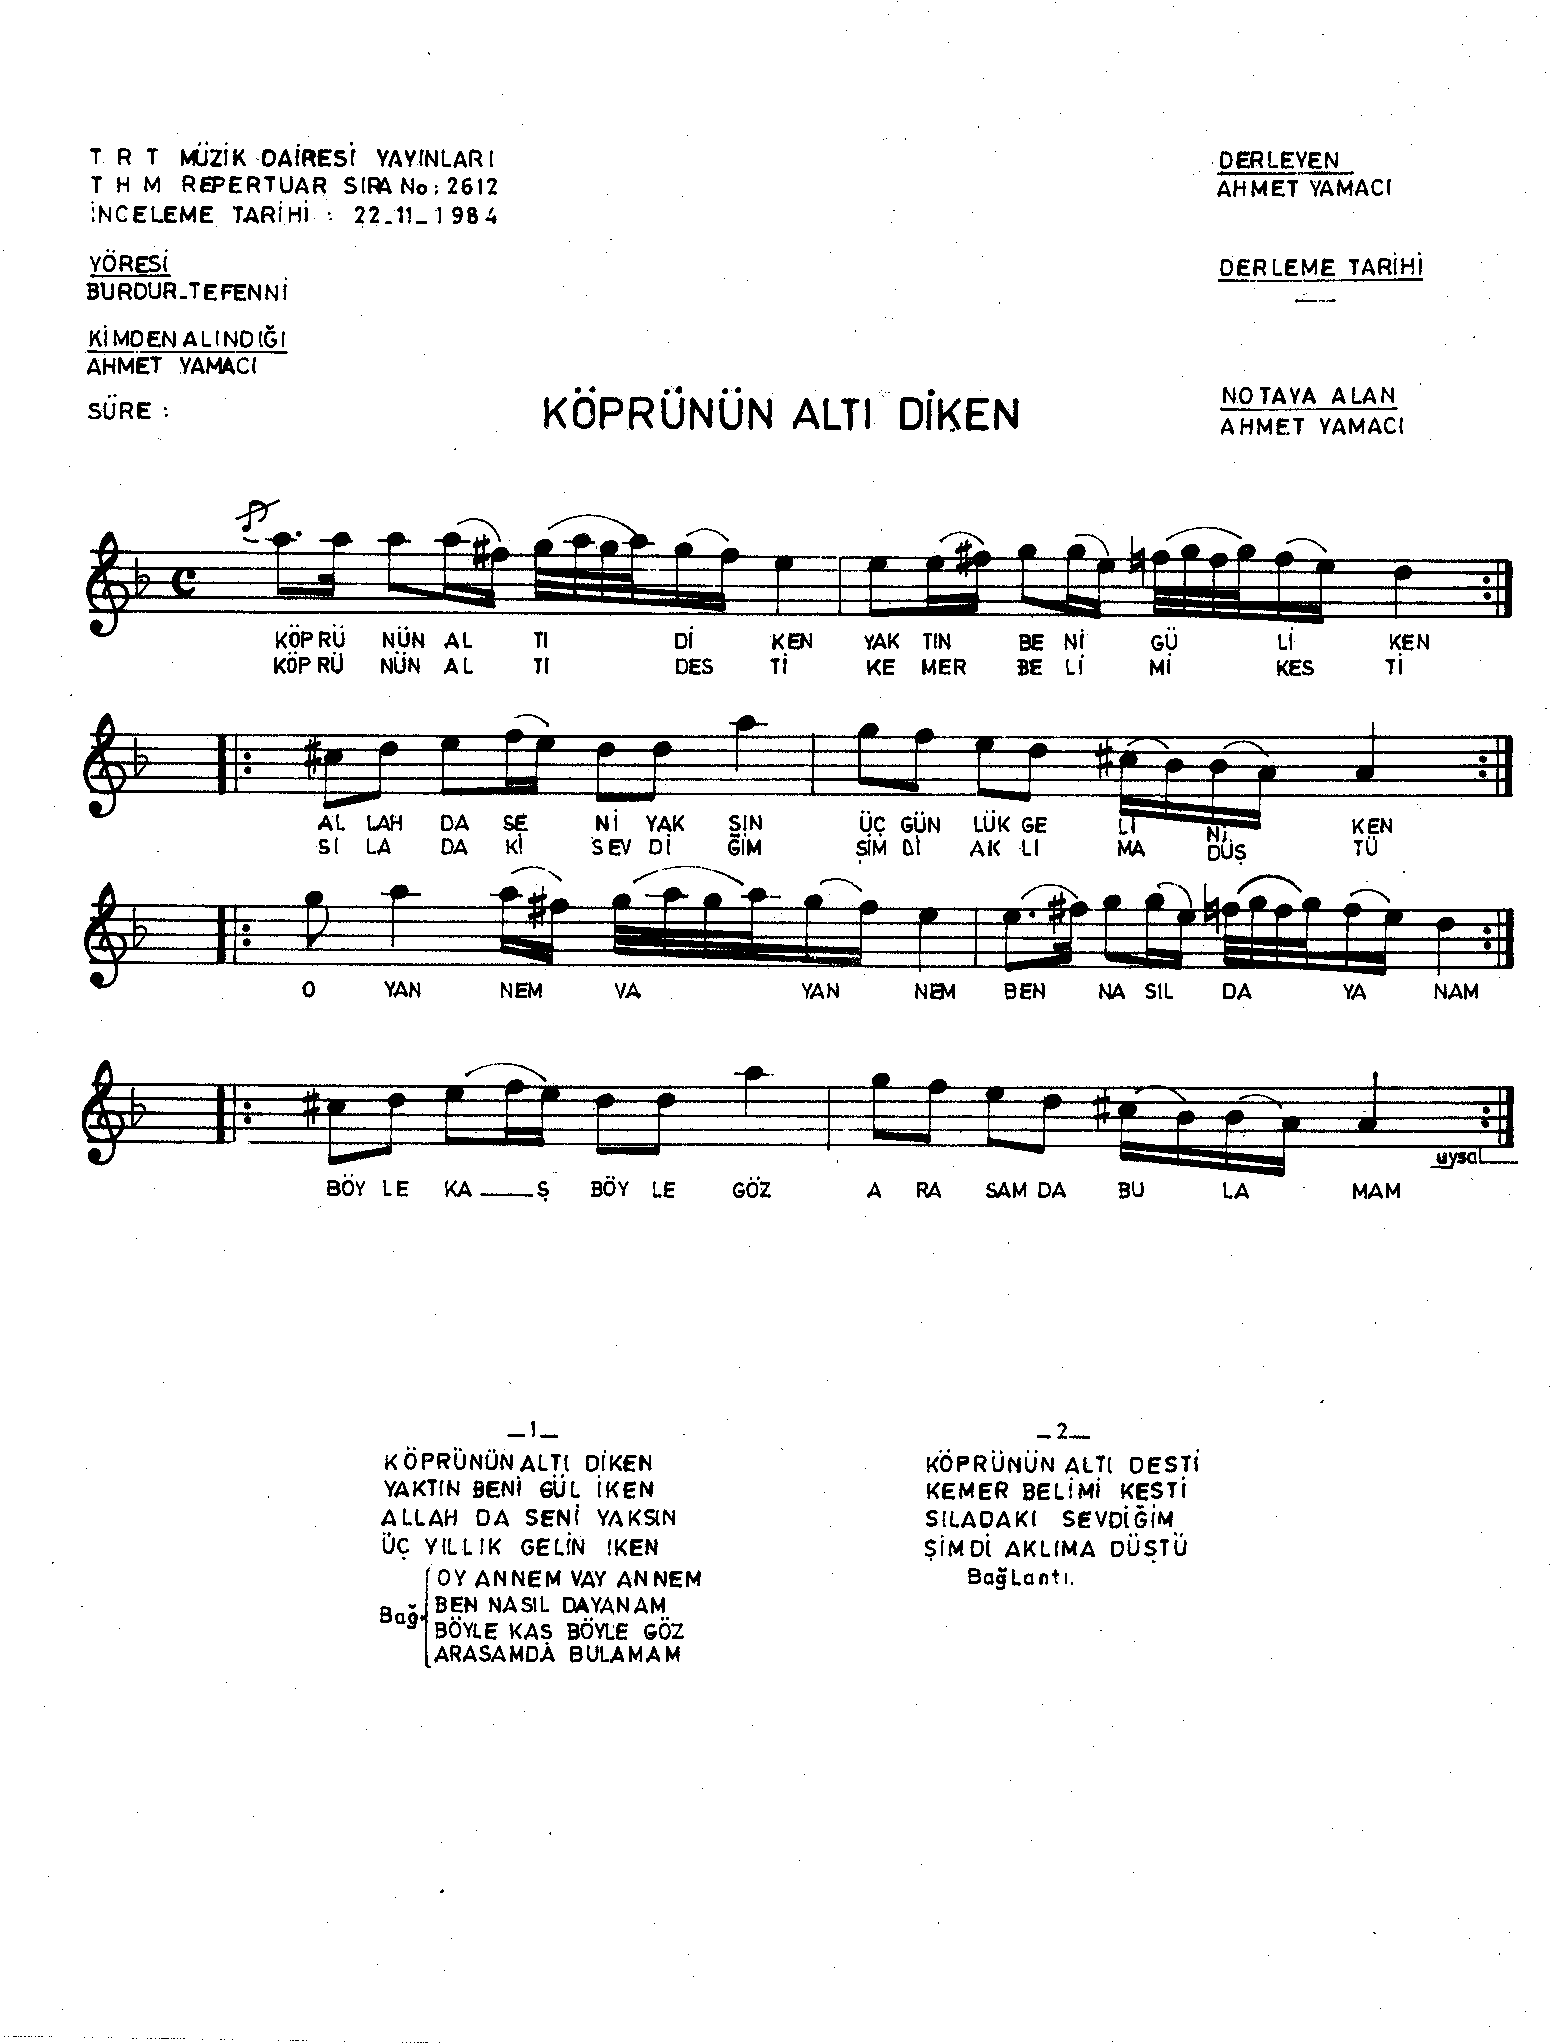 T R T MÜZİK DAİRESİ YAYINLARI
T H M REPERTUAR SIRA No: 2612
İNCELEME TARİHİ : 22-11-1984
YÖRESİ
BURDUR-TEFENNİ
KİMDEN ALINDIĞI
AHMET YAMACI
SÜRE :
DERLEYEN
AHMET YAMACI
DERLEME TARİHİ
NOTAYA ALAN
AHMET YAMACI
KÖPRÜNÜN ALTI DİKEN
KÖP RÜ NÜN AL TI Dİ KEN YAK TIN BE Nİ GÜ Lİ KEN
KÖP RÜ NÜN AL TI DES Tİ KE MER BE Lİ Mİ KES Tİ
AL LAH DA SE Nİ YAK SIN ÜÇ GÜN LÜK GE Lİ Nİ KEN
SI LA DA Kİ SEV Dİ ĞİM ŞİM Dİ AK LI MA DÜŞ TÜ
O YAN NEM VA YAN NEM BEN NA SIL DA YA NAM
uysal
BÖY LE KA___Ş BÖY LE GÖZ A RA SAM DA BU LA MAM
_1_
KÖPRÜNÜN ALTI DİKEN
YAKTIN BENİ GÜL İKEN
ALLAH DA SENİ YAKSIN
ÜÇ YILLIK GELİN IKEN
OY ANNEM VAY ANNEM
Bağ. BEN NASIL DAYANAM
BÖYLE KAŞ BÖYLE GÖZ
ARASAMDA BULAMAM
_2_
KÖPRÜNÜN ALTI DESTİ
KEMER BELİMİ KESTİ
SILADAKI SEVDİĞİM
ŞİMDİ AKLIMA DÜŞTÜ
BağLantı.